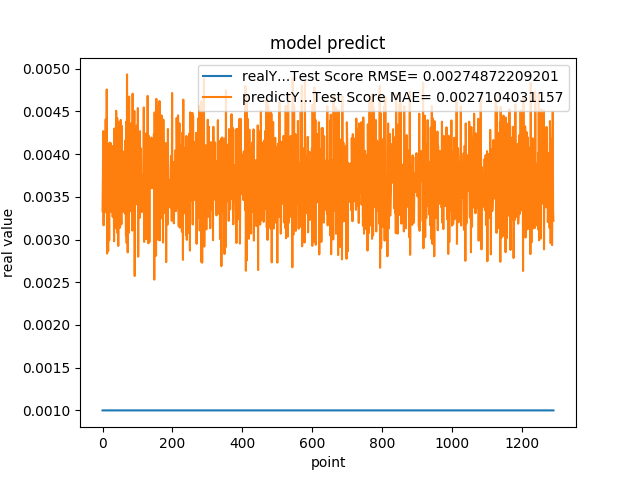 model predict
realY...Test Score RMSE= 0.00274872209201
predictY...Test Score MAE= 0.0027104031157
0.0050
0.0045
0.0040
0.0035
0.0030
0.0025
0.0020
0.0015
0.0010
real value
0 200 400 600 800 1000 1200
point